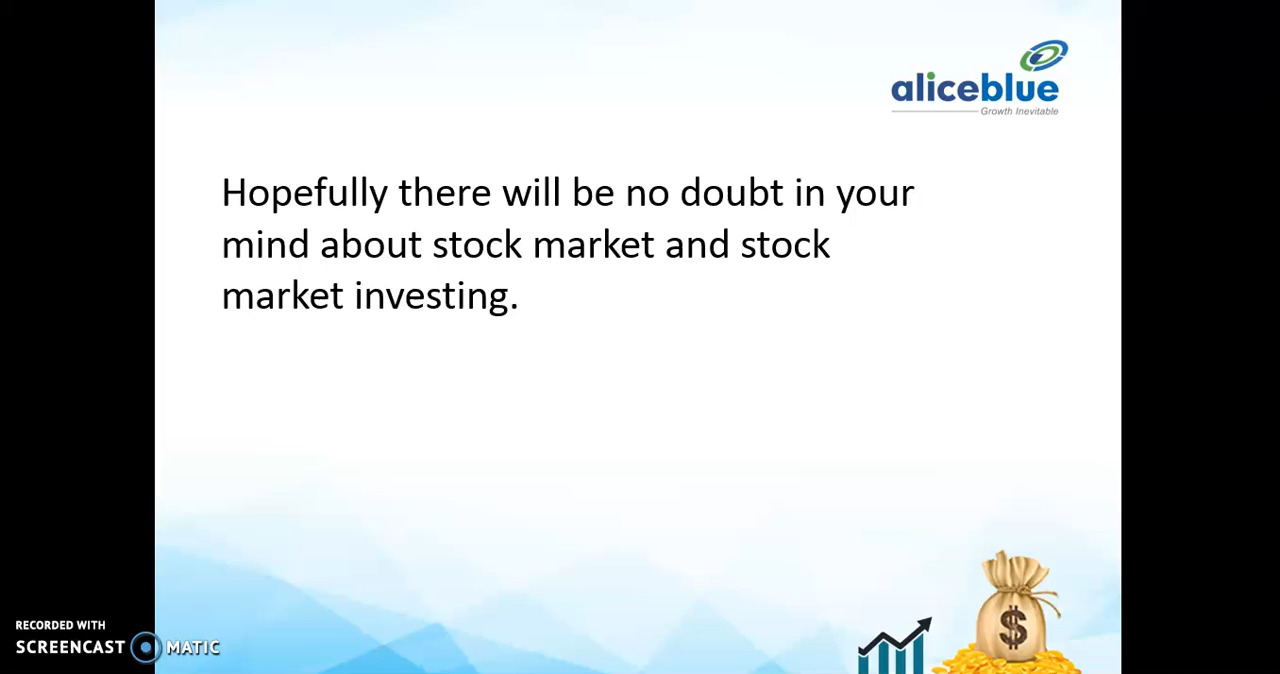 aliceblue
Growth Inevitable
Hopefully there will be no doubt in your
mind about stock market and stock
market investing.
$
RECORDED WITH
SCREENCAST MATIC